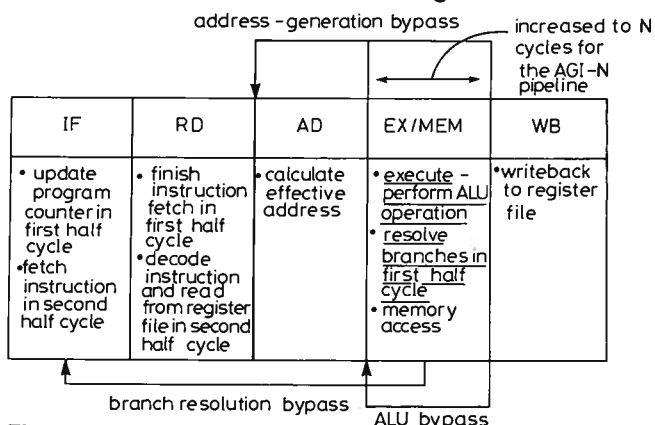 address-generation bypass
increased to N
cycles for
the AGI-N
pipeline
IF
RD
AD
EX/MEM
WB
• update
program
counter in
first half
cycle
• fetch
instruction
in second
half cycle
• finish
instruction
fetch in
first half
cycle
• decode
instruction
and read
from register
file in second
half cycle
• calculate
effective
address
• execute -
perform ALU
operation
• resolve
branches in
first half
cycle
• memory
access
• writeback
to register
file
branch resolution bypass
ALU bypass